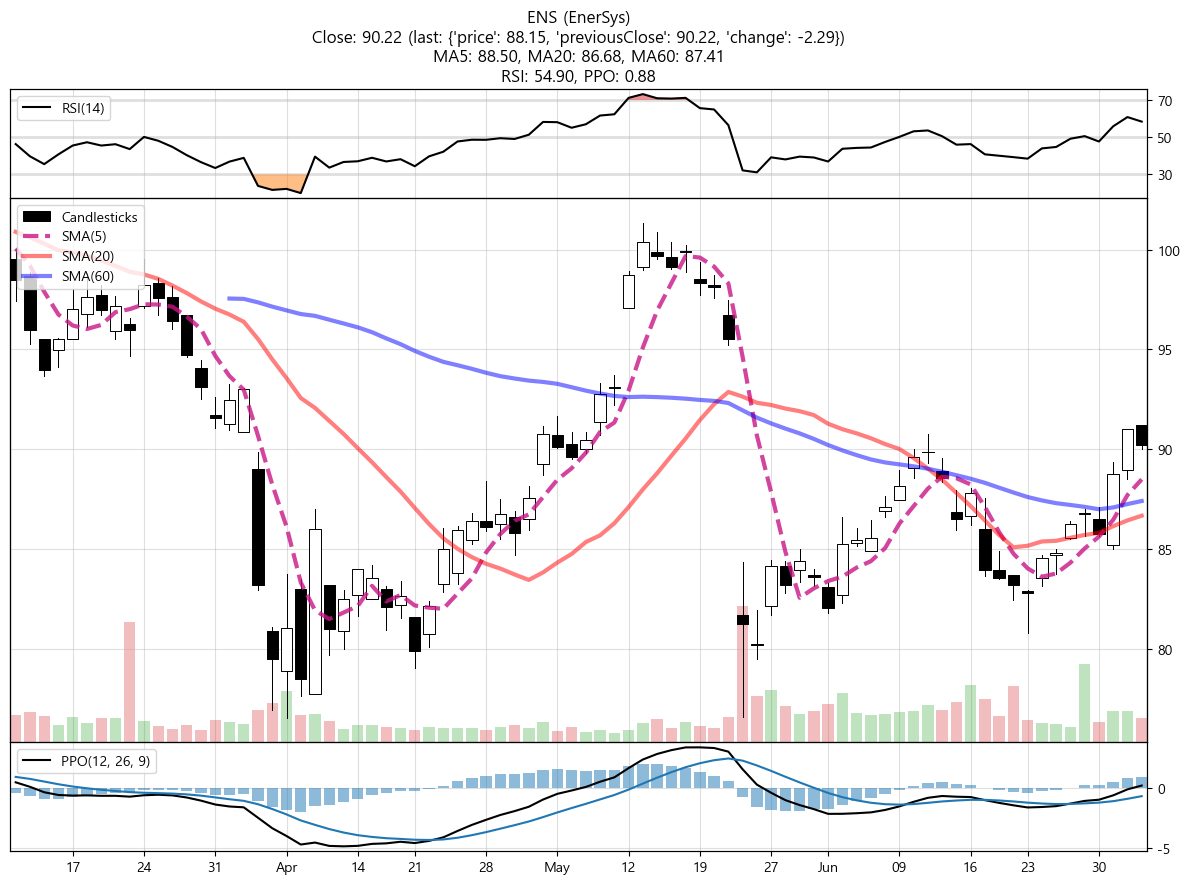 ENS (EnerSys)
Close: 90.22 (last: {'price': 88.15, 'previousClose': 90.22, 'change': -2.29})
MA5: 88.50, MA20: 86.68, MA60: 87.41
RSI: 54.90, PPO: 0.88
RSI(14)
70
50
30
Candlesticks
SMA(5)
SMA(20)
SMA(60)
100
95
90
85
80
PPO(12, 26, 9)
0
-5
17 24 31 Apr 14 21 28 May 12 19 27 Jun 09 16 23 30